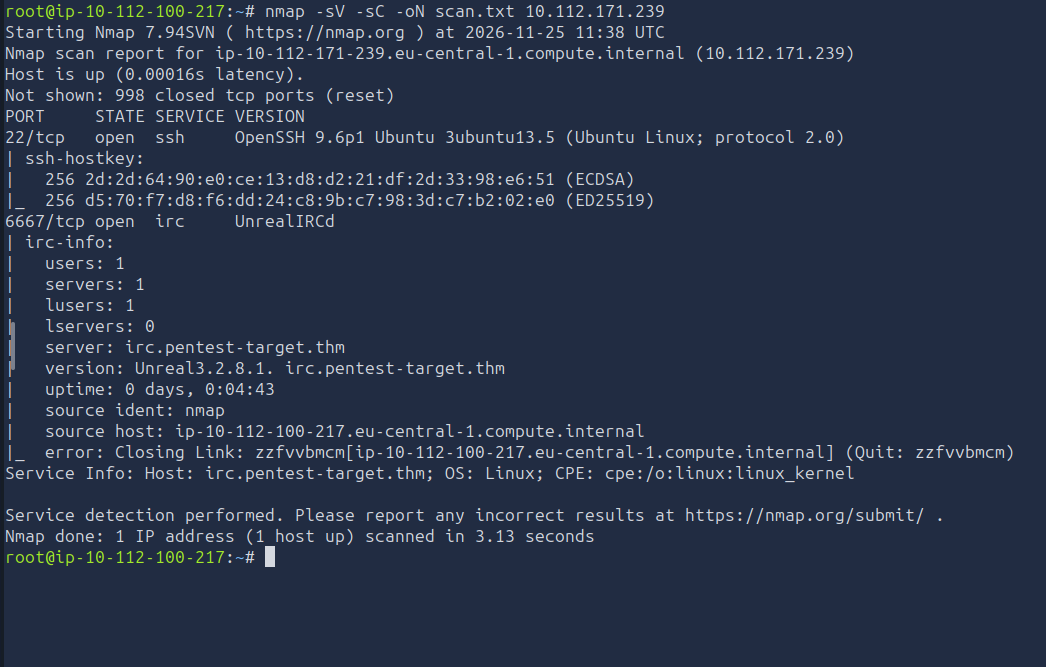 root@ip-10-112-100-217:~# nmap -sV -sC -oN scan.txt 10.112.171.239
Starting Nmap 7.94SVN ( https://nmap.org ) at 2026-11-25 11:38 UTC
Nmap scan report for ip-10-112-171-239.eu-central-1.compute.internal (10.112.171.239)
Host is up (0.00016s latency).
Not shown: 998 closed tcp ports (reset)
PORT     STATE SERVICE VERSION
22/tcp   open  ssh     OpenSSH 9.6p1 Ubuntu 3ubuntu13.5 (Ubuntu Linux; protocol 2.0)
| ssh-hostkey:
|   256 2d:2d:64:90:e0:ce:13:d8:d2:21:df:2d:33:98:e6:51 (ECDSA)
|_  256 d5:70:f7:d8:f6:dd:24:c8:9b:c7:98:3d:c7:b2:02:e0 (ED25519)
6667/tcp open  irc     UnrealIRCd
| irc-info:
|   users: 1
|   servers: 1
|   lusers: 1
|   lservers: 0
|   server: irc.pentest-target.thm
|   version: Unreal3.2.8.1. irc.pentest-target.thm
|   uptime: 0 days, 0:04:43
|   source ident: nmap
|   source host: ip-10-112-100-217.eu-central-1.compute.internal
|_  error: Closing Link: zzfvvbmcm[ip-10-112-100-217.eu-central-1.compute.internal] (Quit: zzfvvbmcm)
Service Info: Host: irc.pentest-target.thm; OS: Linux; CPE: cpe:/o:linux:linux_kernel

Service detection performed. Please report any incorrect results at https://nmap.org/submit/ .
Nmap done: 1 IP address (1 host up) scanned in 3.13 seconds
root@ip-10-112-100-217:~#